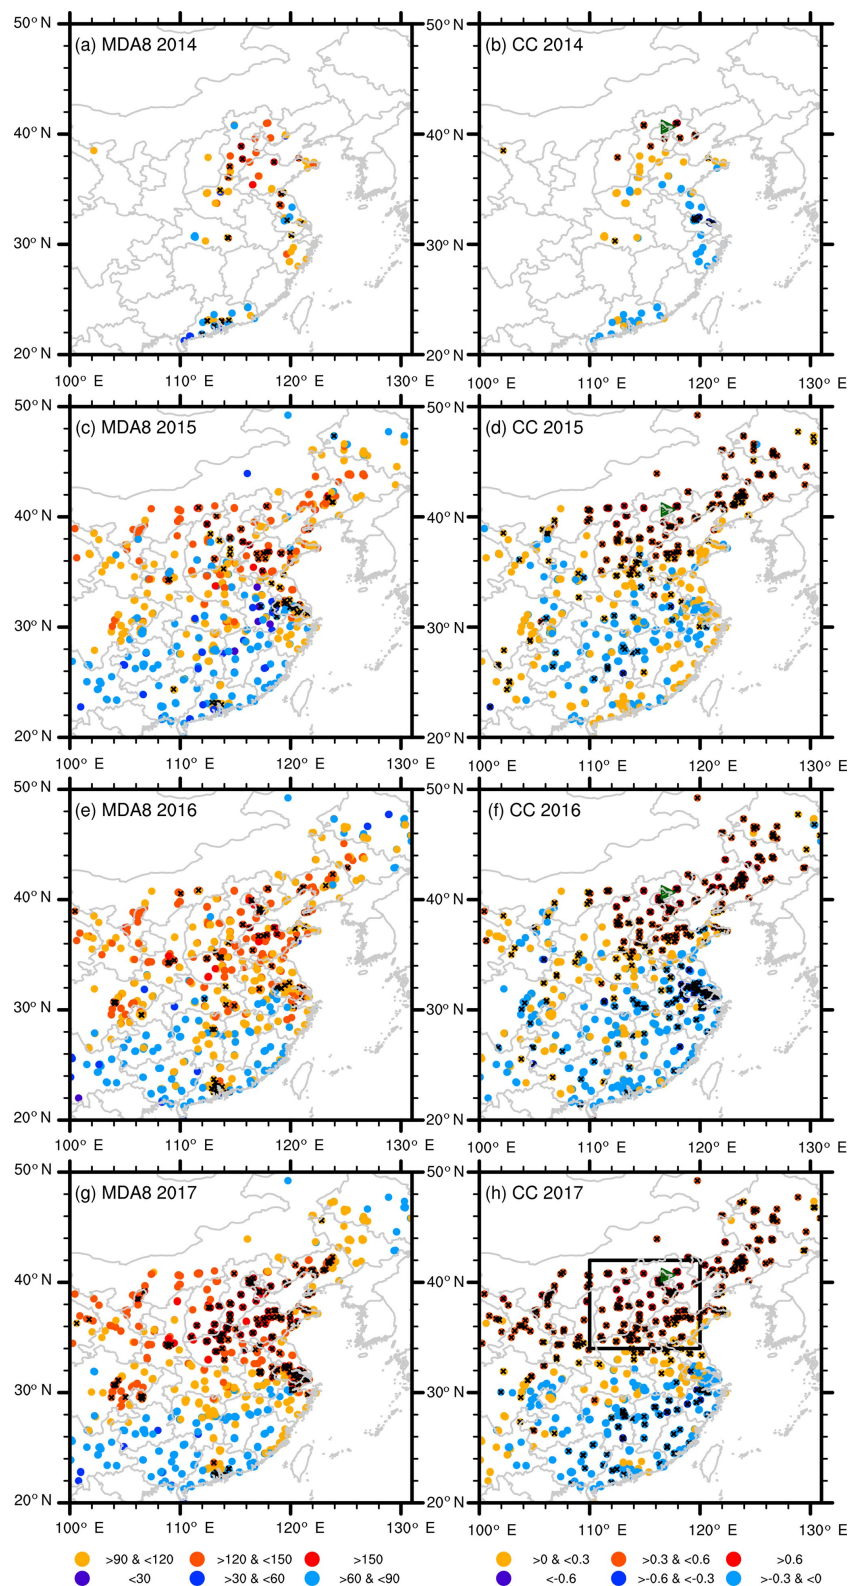 50° N
(a) MDA8 2014
40° N
30° N
20° N
100° E 110° E 120° E 130° E
50° N
(b) CC 2014
40° N
30° N
20° N
100° E 110° E 120° E 130° E
50° N
(c) MDA8 2015
40° N
30° N
20° N
100° E 110° E 120° E 130° E
50° N
(d) CC 2015
40° N
30° N
20° N
100° E 110° E 120° E 130° E
50° N
(e) MDA8 2016
40° N
30° N
20° N
100° E 110° E 120° E 130° E
50° N
(f) CC 2016
40° N
30° N
20° N
100° E 110° E 120° E 130° E
50° N
(g) MDA8 2017
40° N
30° N
20° N
100° E 110° E 120° E 130° E
50° N
(h) CC 2017
40° N
30° N
20° N
100° E 110° E 120° E 130° E
>90 & <120 >120 & <150 >150
<30 >30 & <60 >60 & <90
>0 & <0.3 >0.3 & <0.6 >0.6
<-0.6 >-0.6 & <-0.3 >-0.3 & <0